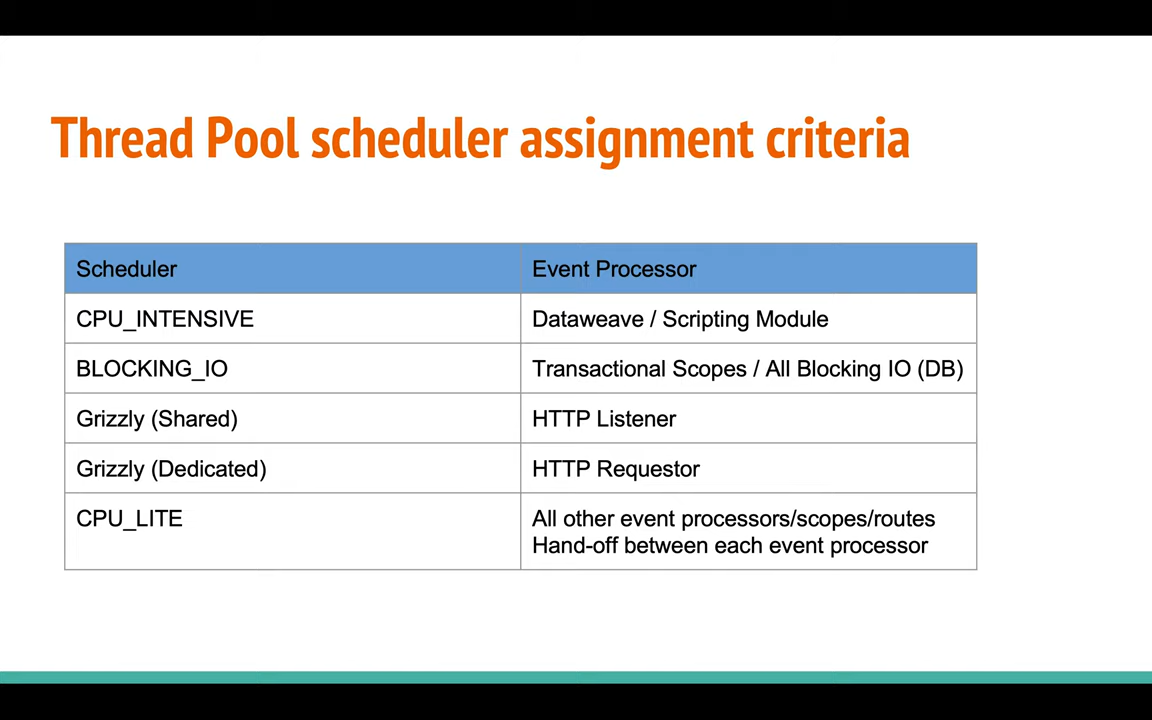 Thread Pool scheduler assignment criteria
Scheduler
Event Processor
CPU_INTENSIVE
Dataweave / Scripting Module
BLOCKING_IO
Transactional Scopes / All Blocking IO (DB)
Grizzly (Shared)
HTTP Listener
Grizzly (Dedicated)
HTTP Requestor
CPU_LITE
All other event processors/scopes/routes
Hand-off between each event processor